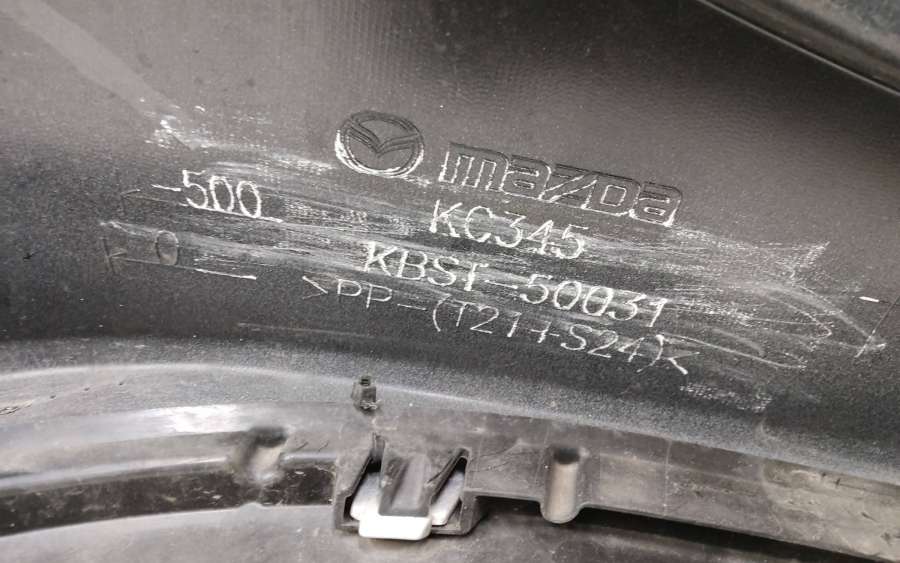 mazda
-500
KC345
KBST-50031
>PP-(T21+S24)<